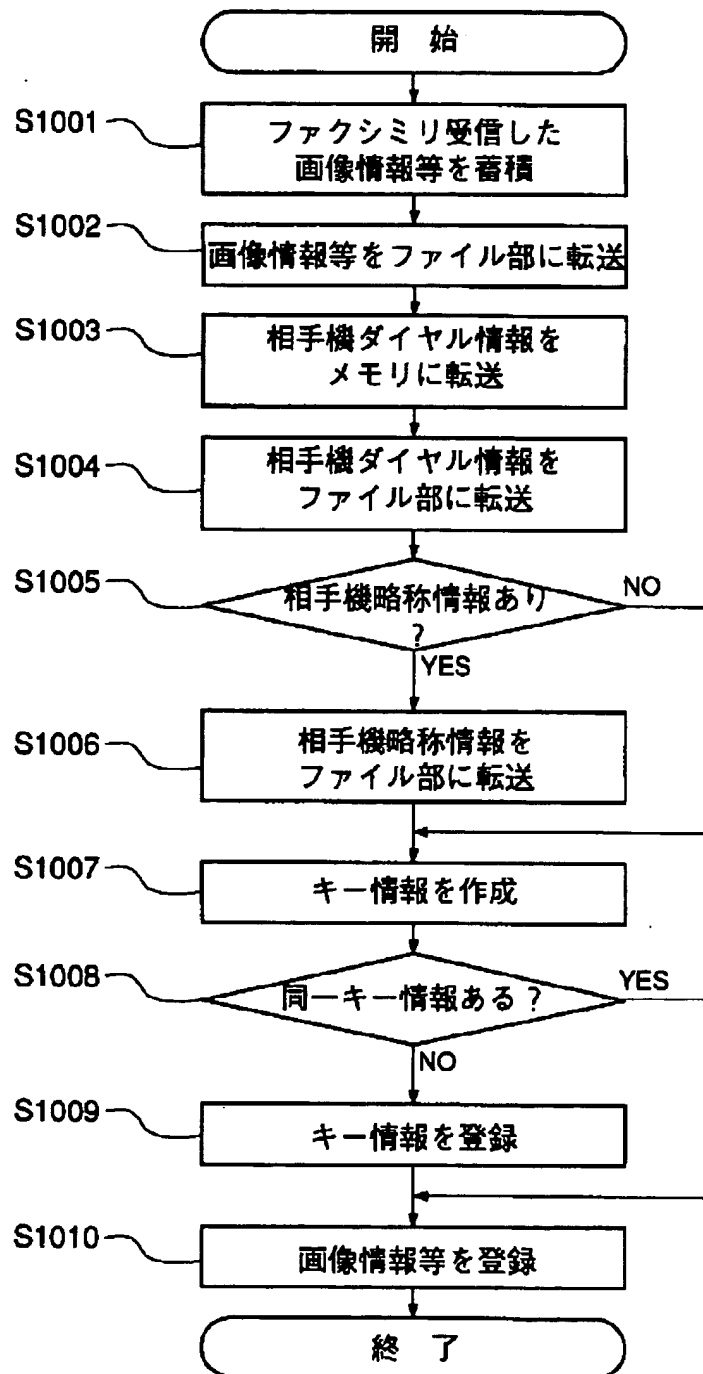 開 始
S1001
ファクシミリ受信した
画像情報等を蓄積
S1002
画像情報等をファイル部に転送
S1003
相手機ダイヤル情報を
メモリに転送
S1004
相手機ダイヤル情報を
ファイル部に転送
S1005
相手機略称情報あり
?
NO
YES
S1006
相手機略称情報を
ファイル部に転送
S1007
キー情報を作成
S1008
同一キー情報ある?
YES
NO
S1009
キー情報を登録
S1010
画像情報等を登録
終 了